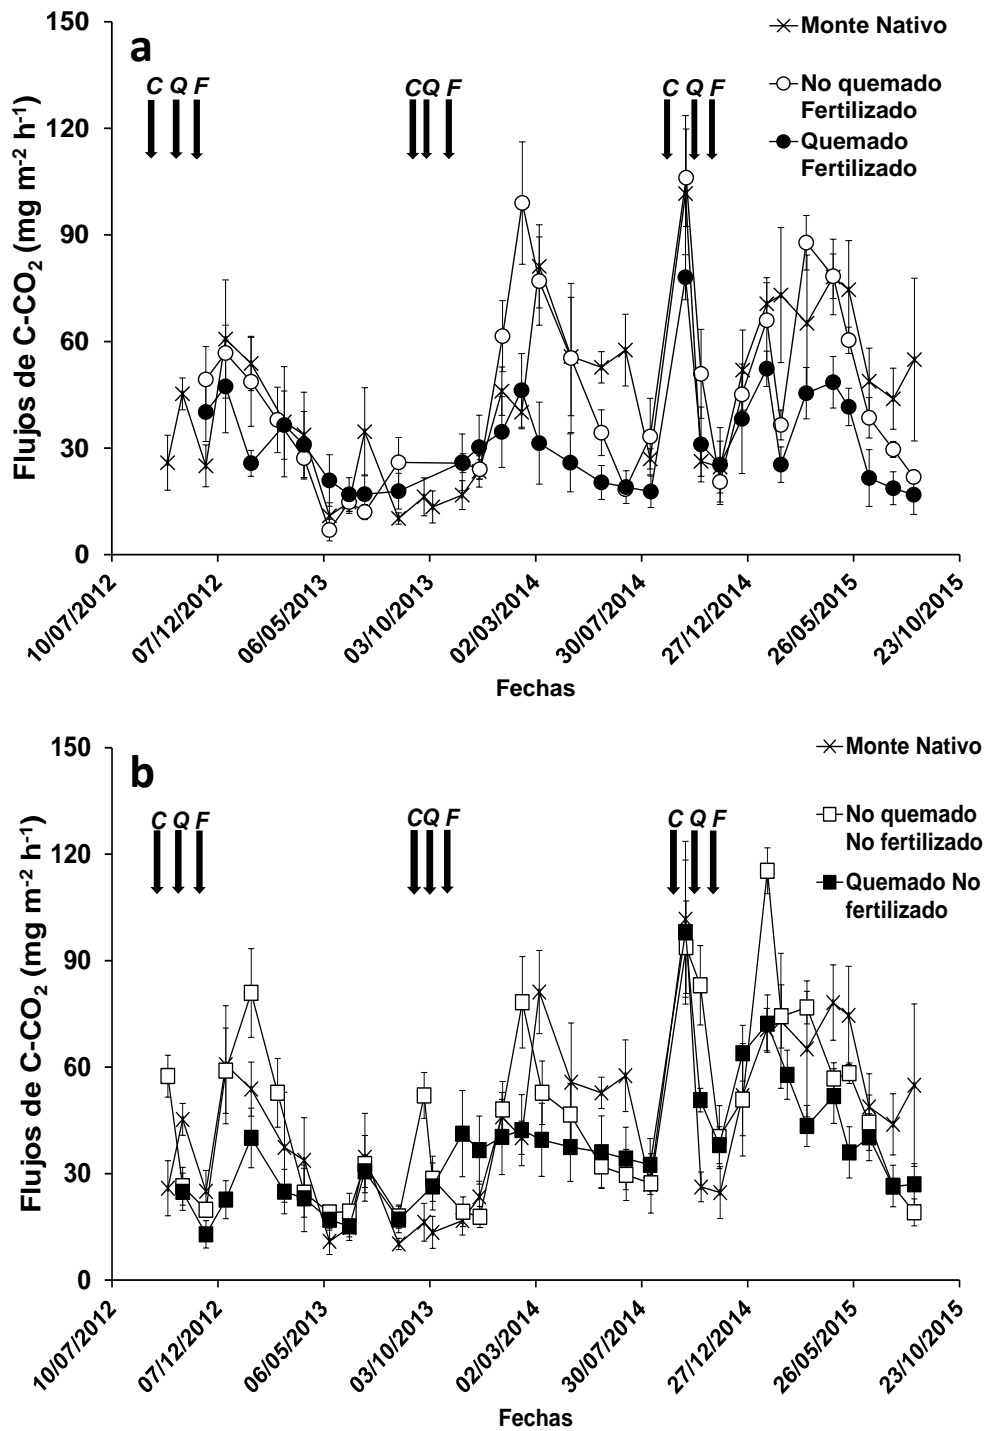 150
a
Monte Nativo
C Q F
CQ F
C Q F
No quemado
Fertilizado
120
Quemado
Fertilizado
90
60
30
0
Flujos de C-CO₂ (mg m⁻² h⁻¹)
10/07/2012
07/12/2012
06/05/2013
03/10/2013
02/03/2014
30/07/2014
27/12/2014
26/05/2015
23/10/2015
Fechas
150
b
Monte Nativo
C Q F
CQ F
C Q F
No quemado
No fertilizado
120
Quemado No
fertilizado
90
60
30
0
Flujos de C-CO₂ (mg m⁻² h⁻¹)
10/07/2012
07/12/2012
06/05/2013
03/10/2013
02/03/2014
30/07/2014
27/12/2014
26/05/2015
23/10/2015
Fechas